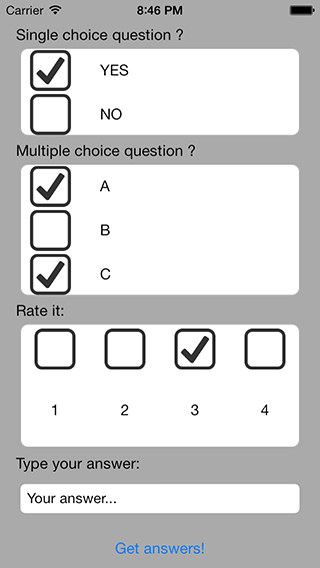 Carrier 8:46 PM
Single choice question ?
YES
NO
Multiple choice question ?
A
B
C
Rate it:
1 2 3 4
Type your answer:
Your answer...
Get answers!